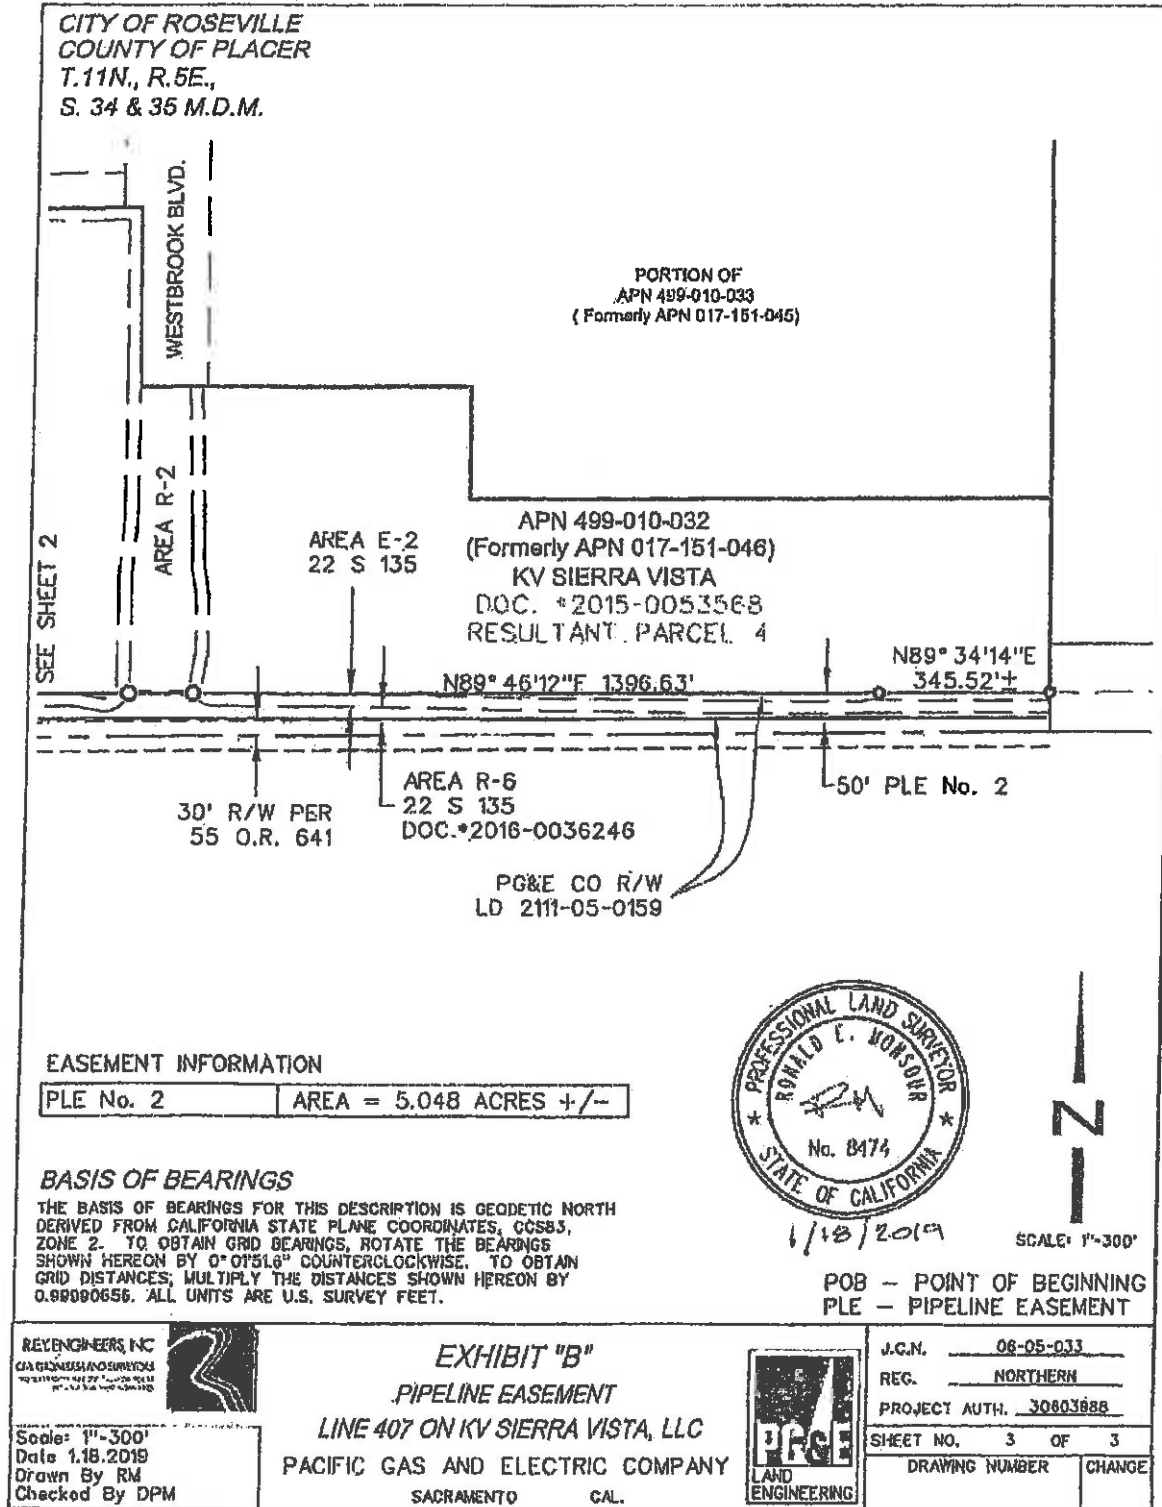 CITY OF ROSEVILLE
COUNTY OF PLACER
T.11N., R.5E.,
S. 34 & 35 M.D.M.
WESTBROOK BLVD.
PORTION OF
APN 499-010-033
( Formerly APN 017-151-045)
SEE SHEET 2
AREA R-2
AREA E-2
22 S 135
APN 499-010-032
(Formerly APN 017-151-046)
KV SIERRA VISTA
DOC. #2015-0053568
RESULTANT PARCEL 4
N89° 46'12"E 1396.63'
N89° 34'14"E
345.52'±
30' R/W PER
55 O.R. 641
AREA R-6
22 S 135
DOC.#2016-0036246
50' PLE No. 2
PG&E CO R/W
LD 2111-05-0159
EASEMENT INFORMATION
PLE No. 2 AREA = 5.048 ACRES +/-
PROFESSIONAL LAND SURVEYOR
RONALD E. MONSOUR
No. 8474
STATE OF CALIFORNIA
1/18/2019
N
SCALE: 1"-300'
BASIS OF BEARINGS
THE BASIS OF BEARINGS FOR THIS DESCRIPTION IS GEODETIC NORTH
DERIVED FROM CALIFORNIA STATE PLANE COORDINATES, CCS83,
ZONE 2. TO OBTAIN GRID BEARINGS, ROTATE THE BEARINGS
SHOWN HEREON BY 0° 01'51.6" COUNTERCLOCKWISE. TO OBTAIN
GRID DISTANCES, MULTIPLY THE DISTANCES SHOWN HEREON BY
ALL UNITS ARE U.S. SURVEY FEET.
POB - POINT OF BEGINNING
PLE - PIPELINE EASEMENT
REY ENGINEERS, INC
Scale: 1"-300'
Date 1.18.2019
Drawn By RM
Checked By DPM
EXHIBIT "B"
PIPELINE EASEMENT
LINE 407 ON KV SIERRA VISTA, LLC
PACIFIC GAS AND ELECTRIC COMPANY
SACRAMENTO CAL.
PG&E
LAND
ENGINEERING
J.C.N. 06-05-033
REG. NORTHERN
PROJECT AUTH. 30603888
SHEET NO. 3 OF 3
DRAWING NUMBER CHANGE